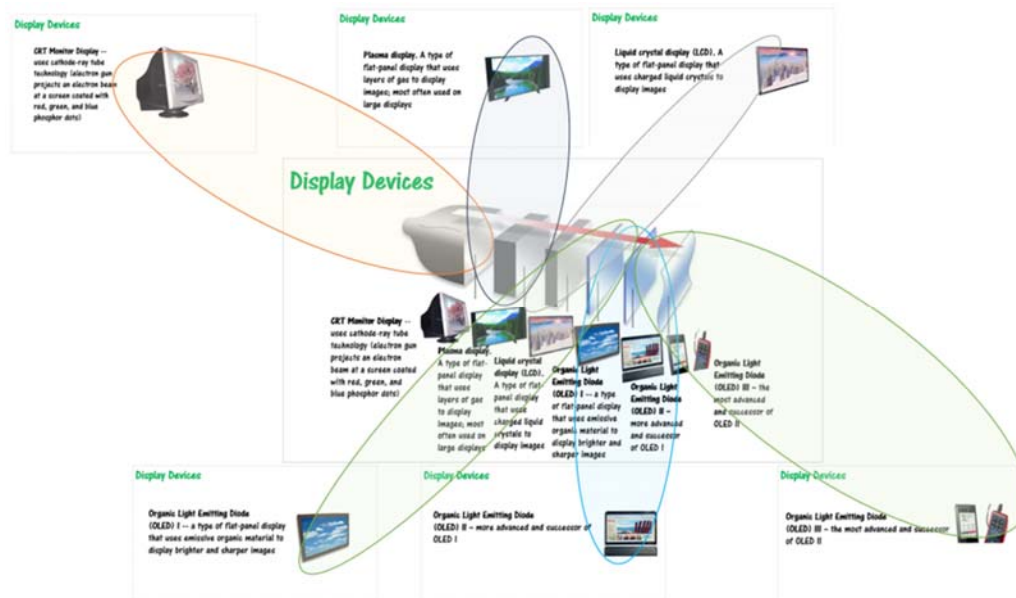 Display Devices
CRT Monitor Display --
uses cathode-ray tube
technology (electron gun
projects an electron beam
at a screen coated with
red, green, and blue
phosphor dots)
Display Devices
Plasma display. A type of
flat-panel display that uses
layers of gas to display
images; most often used on
large displays
Display Devices
Liquid crystal display (LCD). A
type of flat-panel display that
uses charged liquid crystals to
display images
Display Devices
CRT Monitor Display --
uses cathode-ray tube
technology (electron gun
projects an electron
beam at a screen coated
with red, green, and
blue phosphor dots)
Plasma display.
A type of flat-
panel display
that uses
layers of gas
to display
images; most
often used on
large displays
Liquid crystal
display (LCD).
A type of flat-
panel display
that uses
charged liquid
crystals to
display images
Organic Light
Emitting Diode
(OLED) I -- a type
of flat-panel display
that uses emissive
organic material to
display brighter and
sharper images
Organic Light
Emitting Diode
(OLED) II –
more advanced
and successor
of OLED I
Organic Light
Emitting Diode
(OLED) III – the
most advanced
and successor of
OLED II
Display Devices
Organic Light Emitting Diode
(OLED) I -- a type of flat-panel display
that uses emissive organic material to
display brighter and sharper images
Display Devices
Organic Light Emitting Diode
(OLED) II – more advanced and successor of
OLED I
Display Devices
Organic Light Emitting Diode
(OLED) III – the most advanced and successor
of OLED II